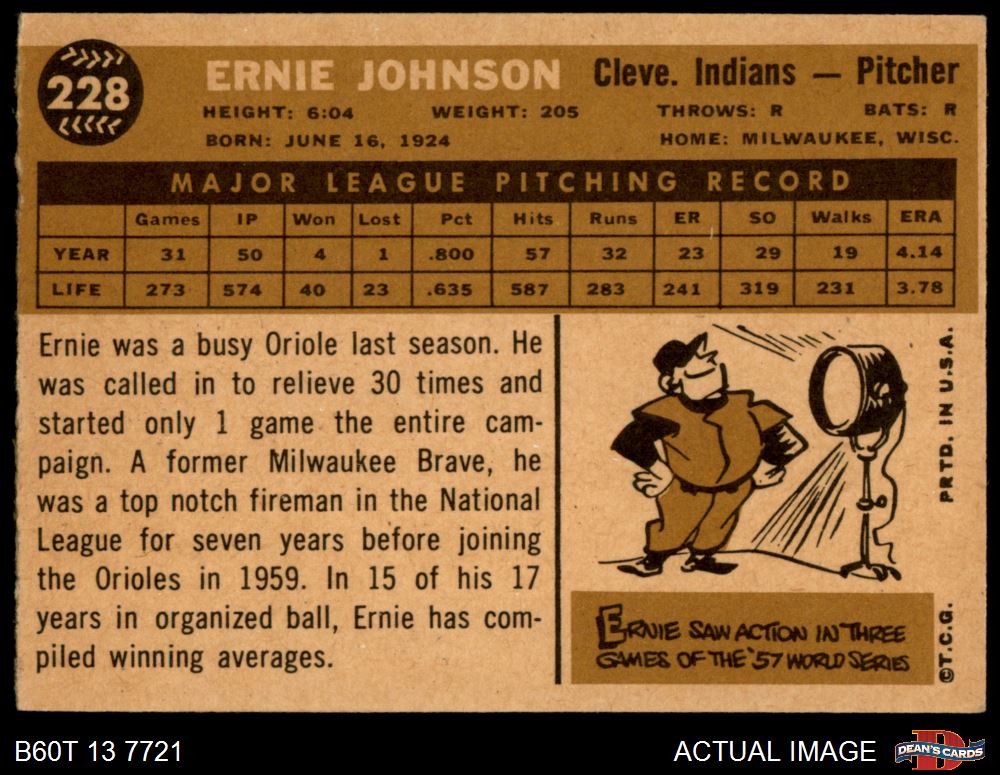 228
ERNIE JOHNSON Cleve. Indians — Pitcher
HEIGHT: 6:04 WEIGHT: 205 THROWS: R BATS: R
BORN: JUNE 16, 1924 HOME: MILWAUKEE, WISC.
MAJOR LEAGUE PITCHING RECORD
Games IP Won Lost Pct Hits Runs ER SO Walks ERA
YEAR 31 50 4 1 .800 57 32 23 29 19 4.14
LIFE 273 574 40 23 .635 587 283 241 319 231 3.78
Ernie was a busy Oriole last season. He
was called in to relieve 30 times and
started only 1 game the entire cam-
paign. A former Milwaukee Brave, he
was a top notch fireman in the National
League for seven years before joining
the Orioles in 1959. In 15 of his 17
years in organized ball, Ernie has com-
piled winning averages.
ERNIE SAW ACTION IN THREE
GAMES OF THE '57 WORLD SERIES
©T.C.G. PRTD. IN U.S.A.
B60T 13 7721 ACTUAL IMAGE
DEAN'S CARDS